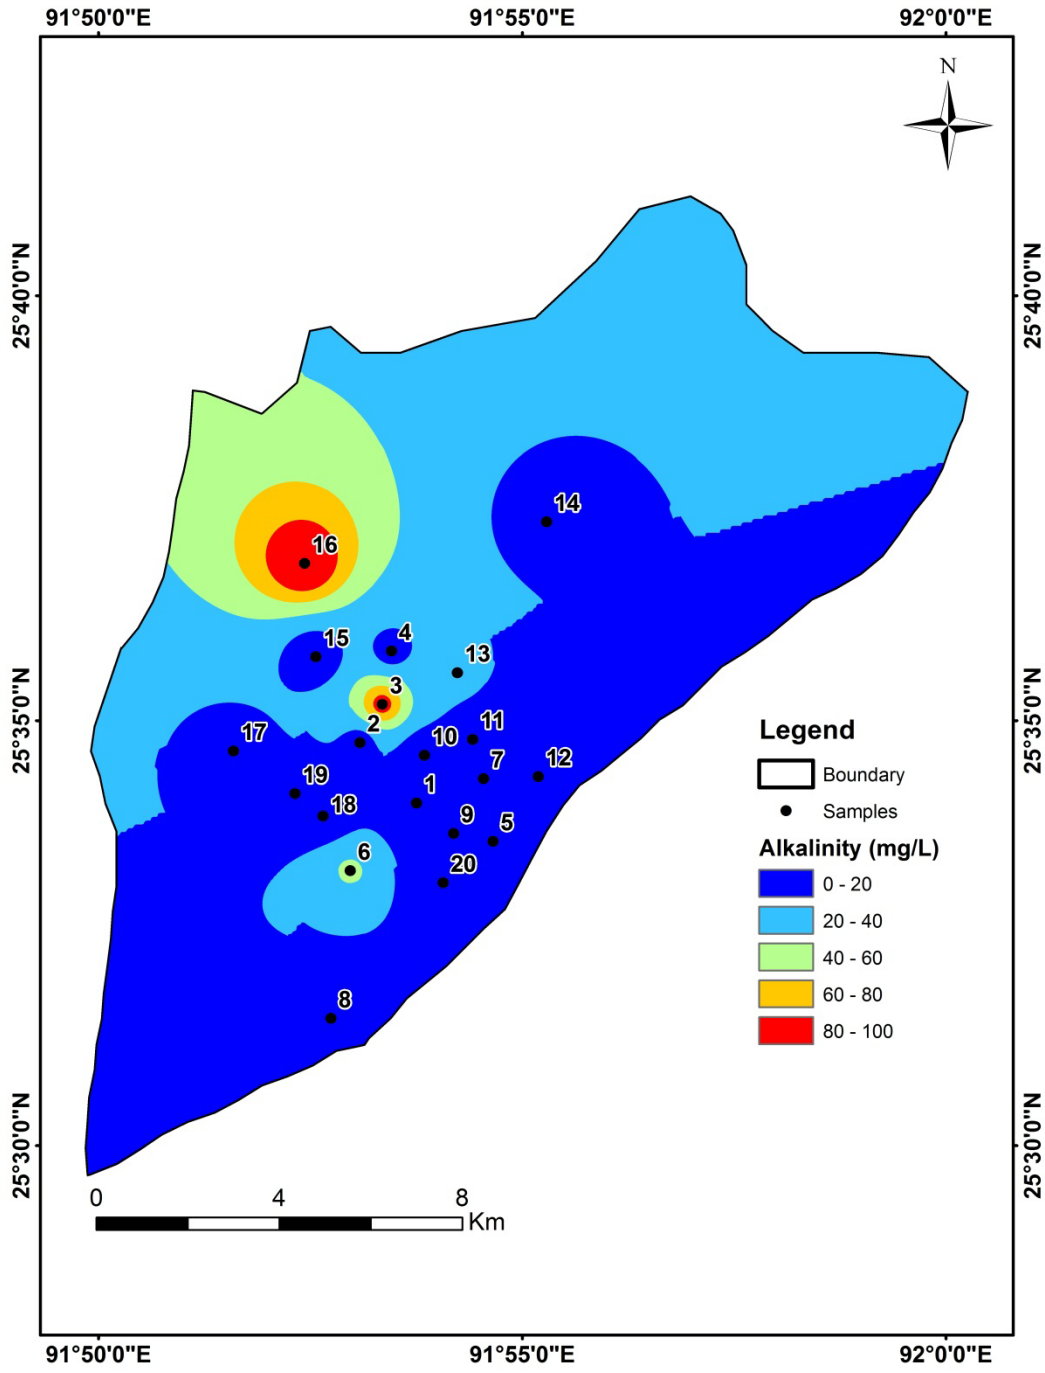 91°50'0"E 91°55'0"E 92°0'0"E
N
25°40'0"N 25°40'0"N
14
16
15 4
13
3
25°35'0"N 25°35'0"N
2
17 10 11
7 12
19 1
18
9 5
6
20
8
Legend
Boundary
Samples
Alkalinity (mg/L)
0 - 20
20 - 40
40 - 60
60 - 80
80 - 100
25°30'0"N 25°30'0"N
0 4 8
Km
91°50'0"E 91°55'0"E 92°0'0"E